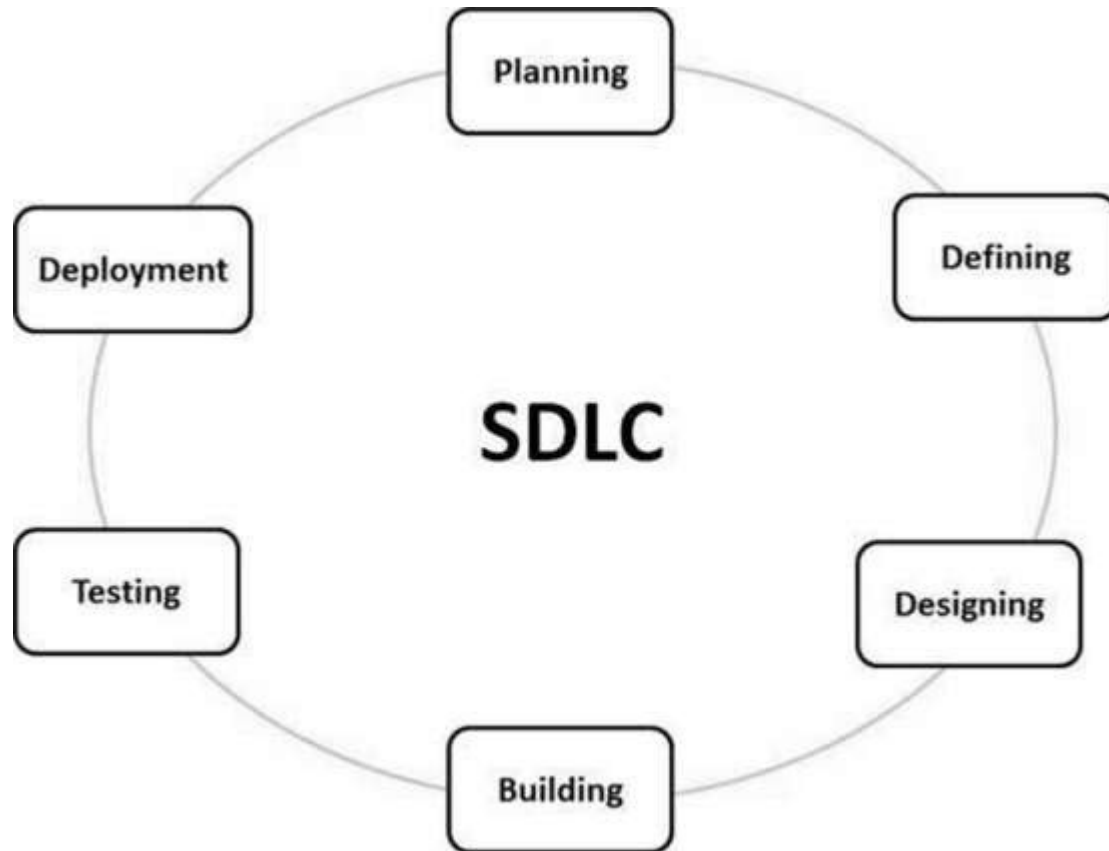 Planning
Defining
Deployment
SDLC
Designing
Testing
Building